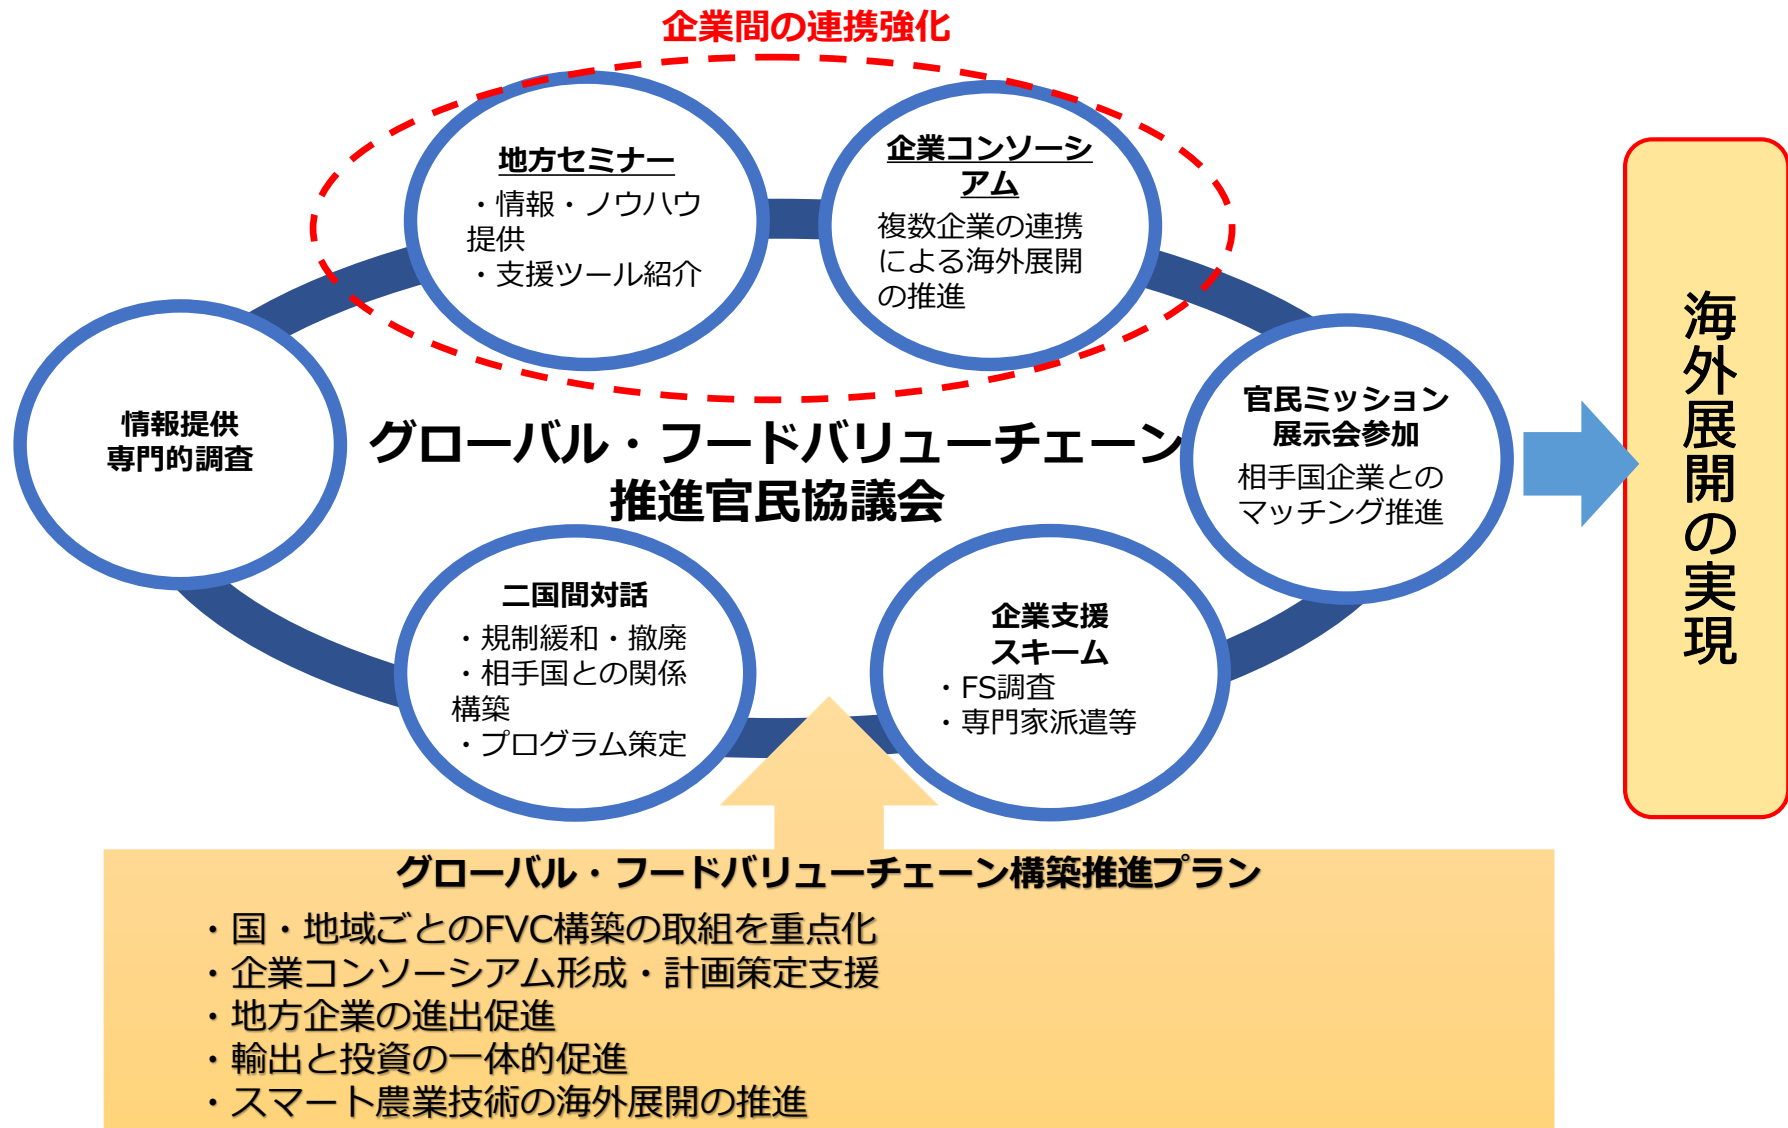 企業間の連携強化
地方セミナー
・情報・ノウハウ
提供
・支援ツール紹介
企業コンソーシ
アム
複数企業の連携
による海外展開
の推進
情報提供
専門的調査
グローバル・フードバリューチェーン
推進官民協議会
官民ミッション
展示会参加
相手国企業との
マッチング推進
二国間対話
・規制緩和・撤廃
・相手国との関係
構築
・プログラム策定
企業支援
スキーム
・FS調査
・専門家派遣等
海外展開の実現
グローバル・フードバリューチェーン構築推進プラン
・国・地域ごとのFVC構築の取組を重点化
・企業コンソーシアム形成・計画策定支援
・地方企業の進出促進
・輸出と投資の一体的促進
・スマート農業技術の海外展開の推進